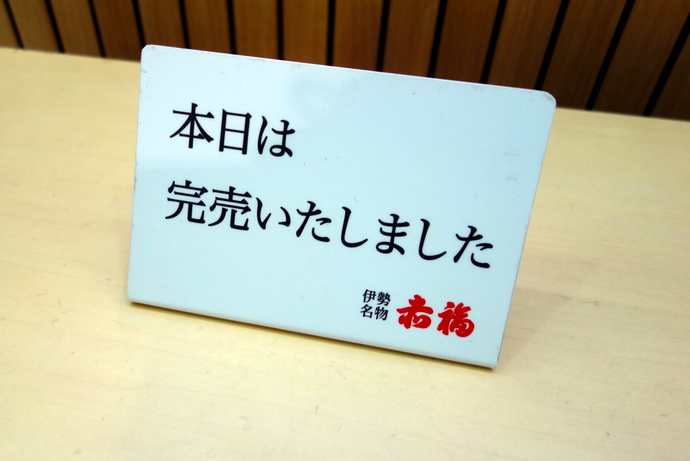 本日は
完売いたしました
伊勢
名物
赤福